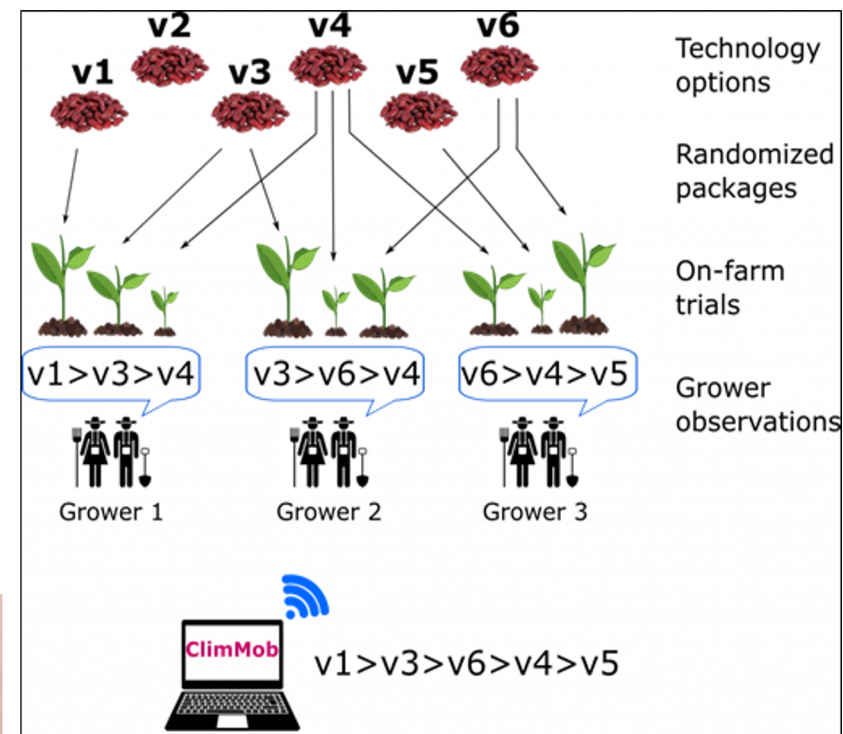 v2
v4
v6
v1
v3
v5
Technology
options
Randomized
packages
On-farm
trials
v1>v3>v4
v3>v6>v4
v6>v4>v5
Grower
observations
Grower 1
Grower 2
Grower 3
ClimMob
v1>v3>v6>v4>v5